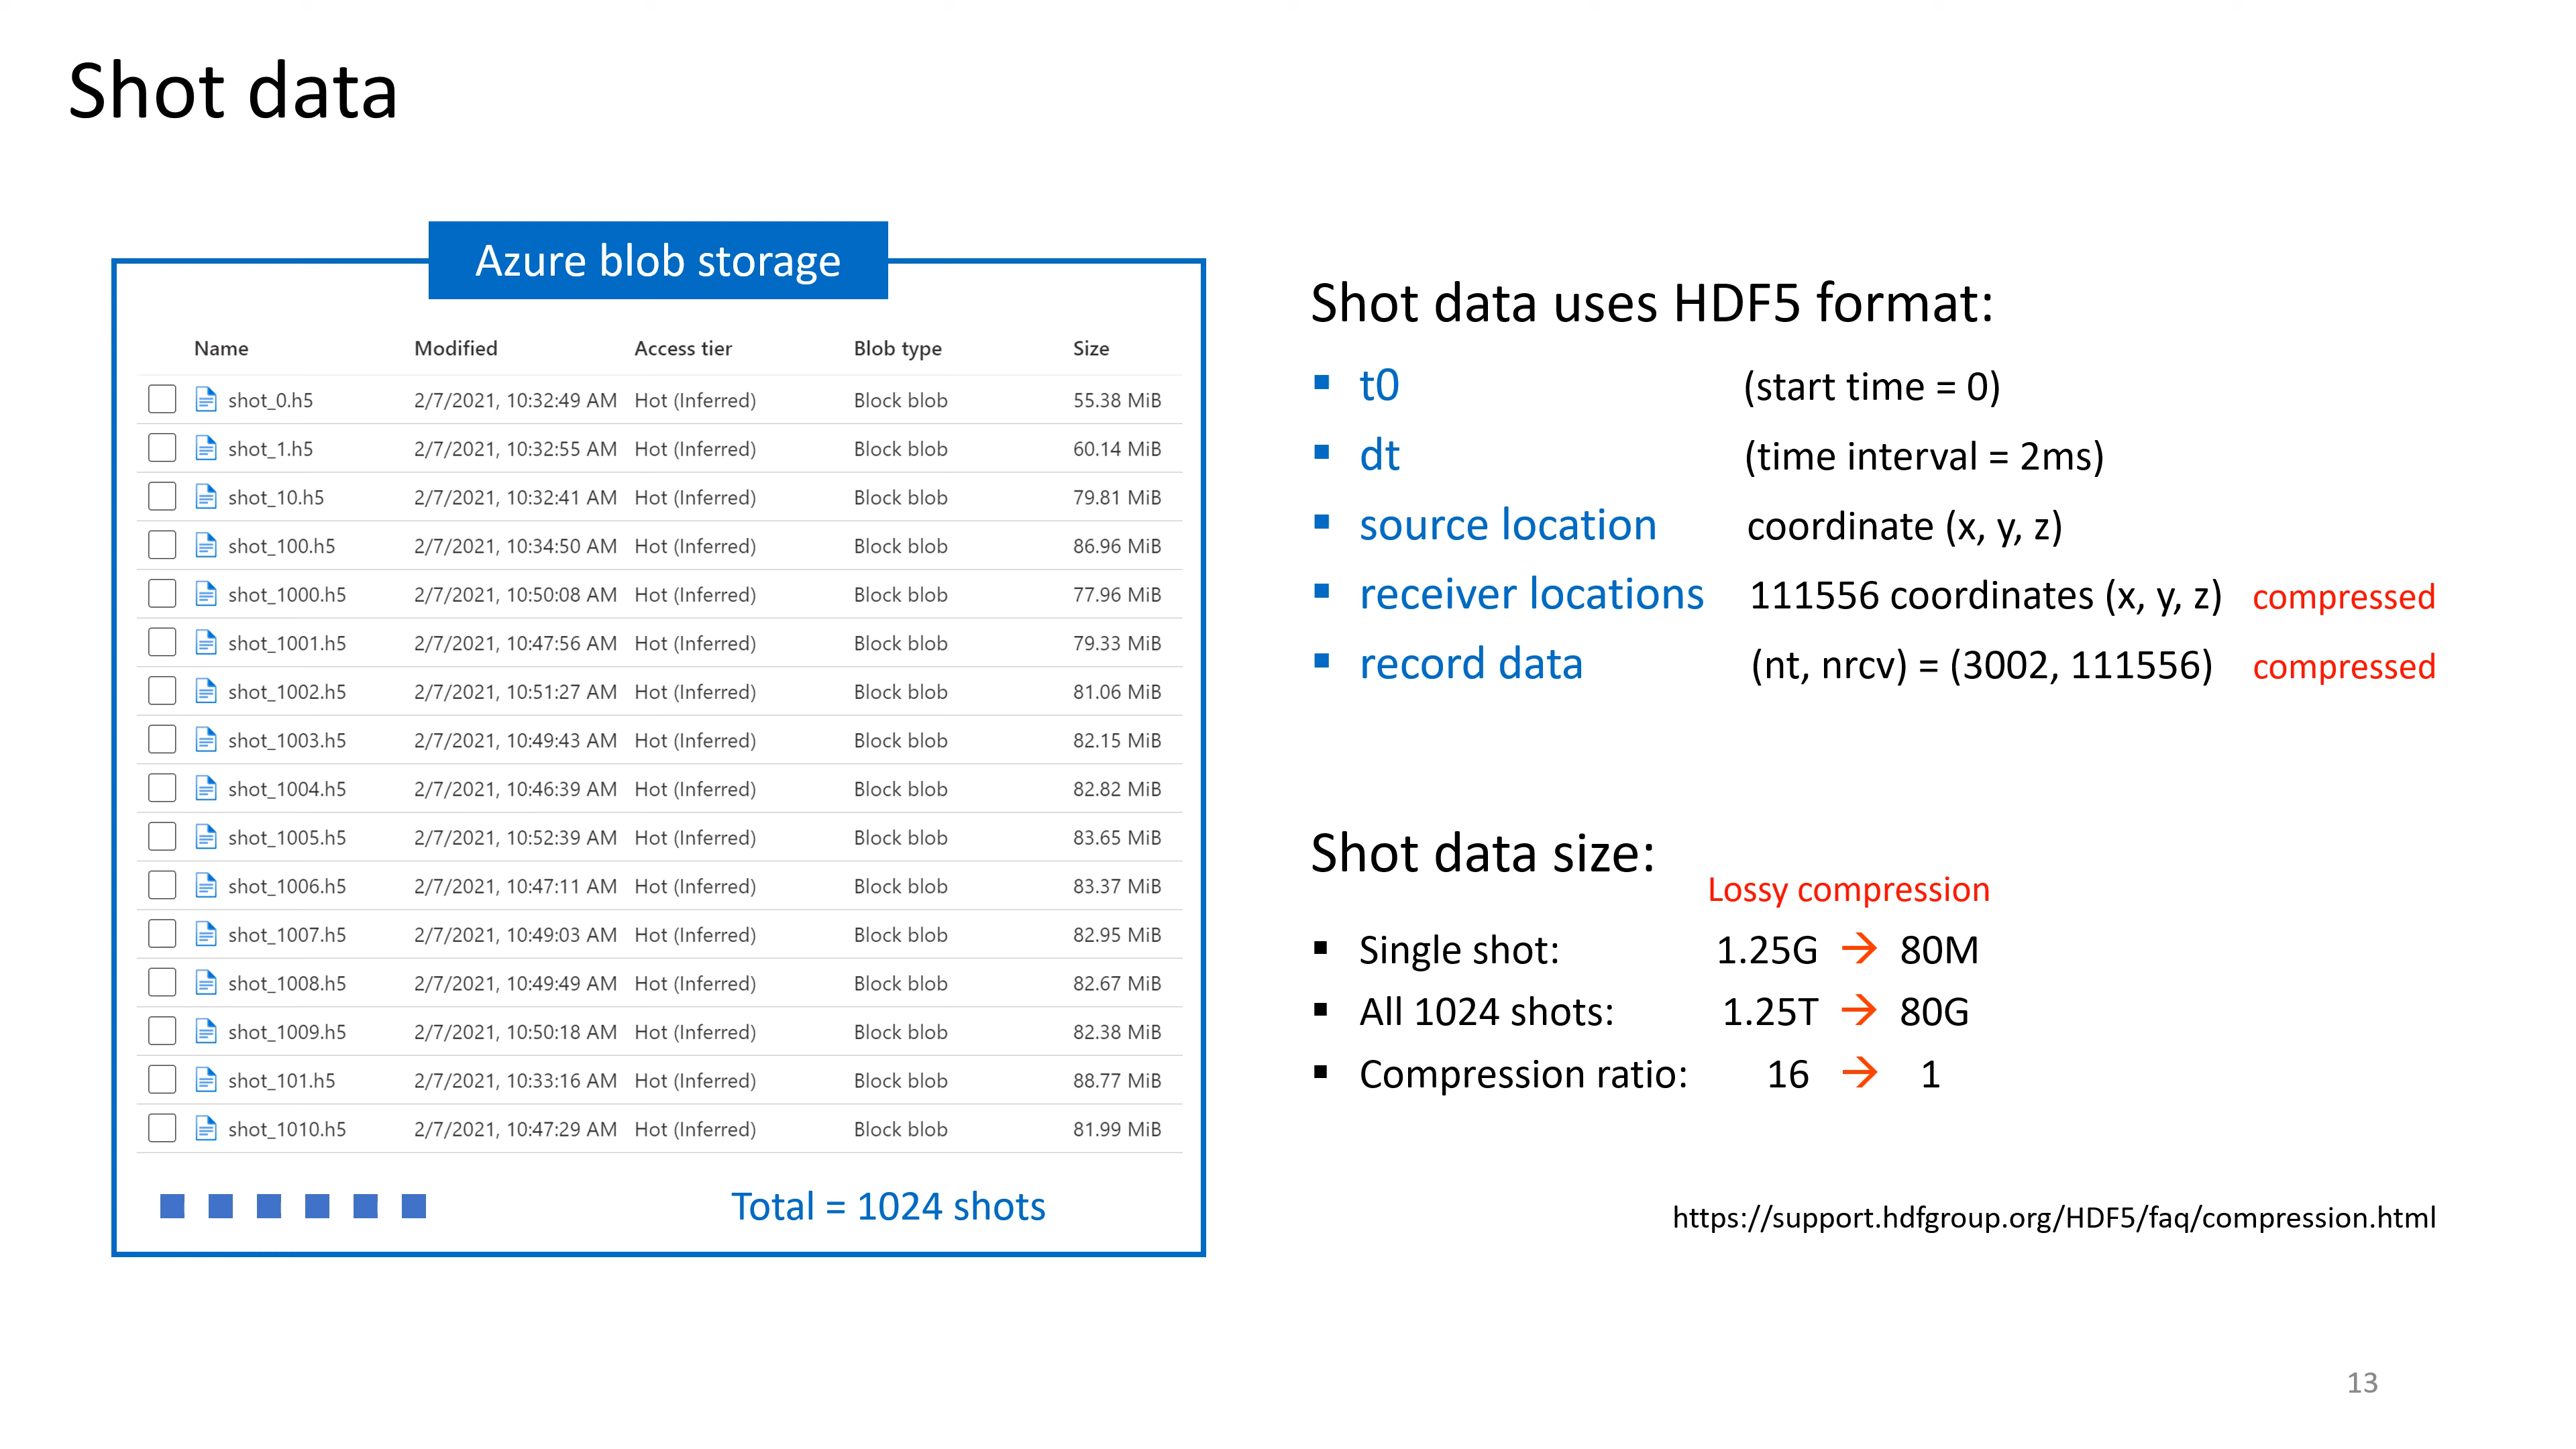 Shot data
Azure blob storage
Name Modified Access tier Blob type Size
shot_0.h5 2/7/2021, 10:32:49 AM Hot (Inferred) Block blob 55.38 MiB
shot_1.h5 2/7/2021, 10:32:55 AM Hot (Inferred) Block blob 60.14 MiB
shot_10.h5 2/7/2021, 10:32:41 AM Hot (Inferred) Block blob 79.81 MiB
shot_100.h5 2/7/2021, 10:34:50 AM Hot (Inferred) Block blob 86.96 MiB
shot_1000.h5 2/7/2021, 10:50:08 AM Hot (Inferred) Block blob 77.96 MiB
shot_1001.h5 2/7/2021, 10:47:56 AM Hot (Inferred) Block blob 79.33 MiB
shot_1002.h5 2/7/2021, 10:51:27 AM Hot (Inferred) Block blob 81.06 MiB
shot_1003.h5 2/7/2021, 10:49:43 AM Hot (Inferred) Block blob 82.15 MiB
shot_1004.h5 2/7/2021, 10:46:39 AM Hot (Inferred) Block blob 82.82 MiB
shot_1005.h5 2/7/2021, 10:52:39 AM Hot (Inferred) Block blob 83.65 MiB
shot_1006.h5 2/7/2021, 10:47:11 AM Hot (Inferred) Block blob 83.37 MiB
shot_1007.h5 2/7/2021, 10:49:03 AM Hot (Inferred) Block blob 82.95 MiB
shot_1008.h5 2/7/2021, 10:49:49 AM Hot (Inferred) Block blob 82.67 MiB
shot_1009.h5 2/7/2021, 10:50:18 AM Hot (Inferred) Block blob 82.38 MiB
shot_101.h5 2/7/2021, 10:33:16 AM Hot (Inferred) Block blob 88.77 MiB
shot_1010.h5 2/7/2021, 10:47:29 AM Hot (Inferred) Block blob 81.99 MiB
Total = 1024 shots
Shot data uses HDF5 format:
t0 (start time = 0)
dt (time interval = 2ms)
source location coordinate (x, y, z)
receiver locations 111556 coordinates (x, y, z) compressed
record data (nt, nrcv) = (3002, 111556) compressed
Shot data size:
Lossy compression
Single shot: 1.25G → 80M
All 1024 shots: 1.25T → 80G
Compression ratio: 16 → 1
https://support.hdfgroup.org/HDF5/faq/compression.html
13